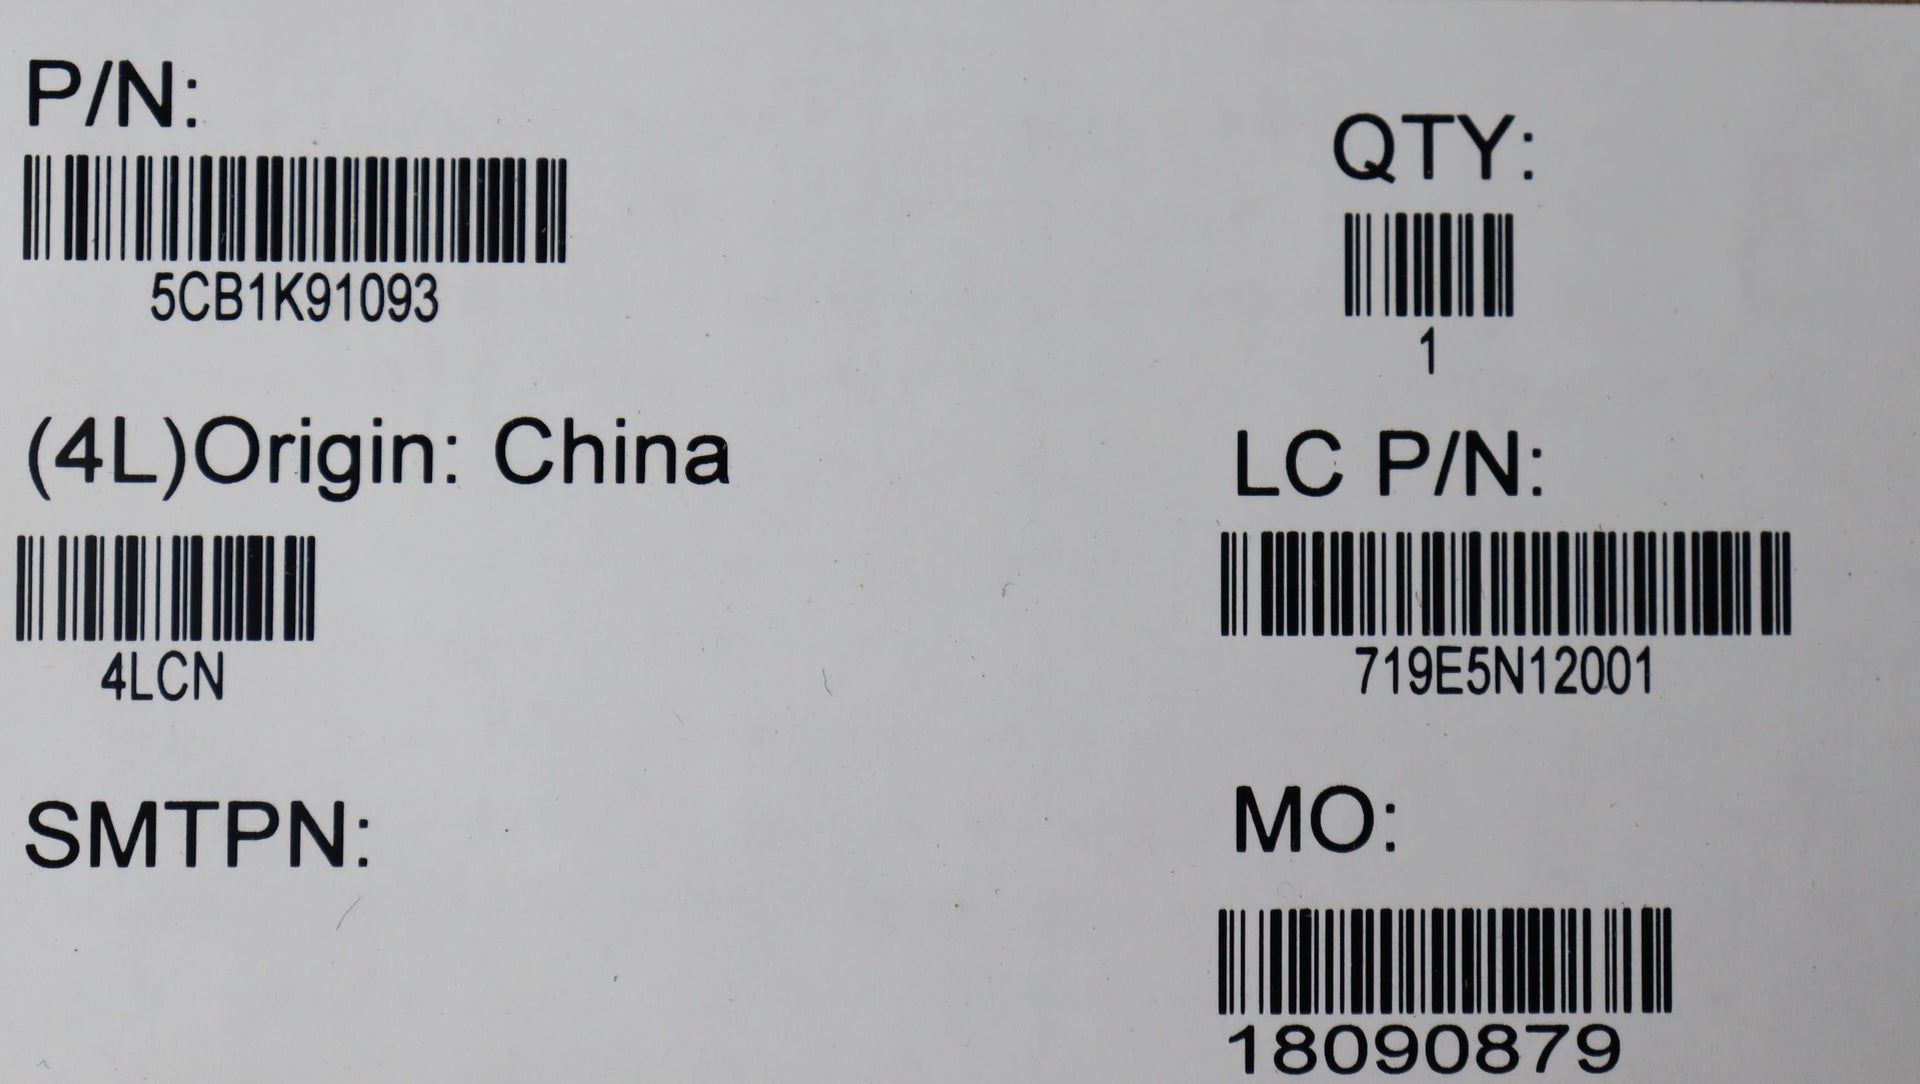 P/N:
5CB1K91093
QTY:
1
(4L)Origin: China
4LCN
LC P/N:
719E5N12001
SMTPN:
MO:
18090879